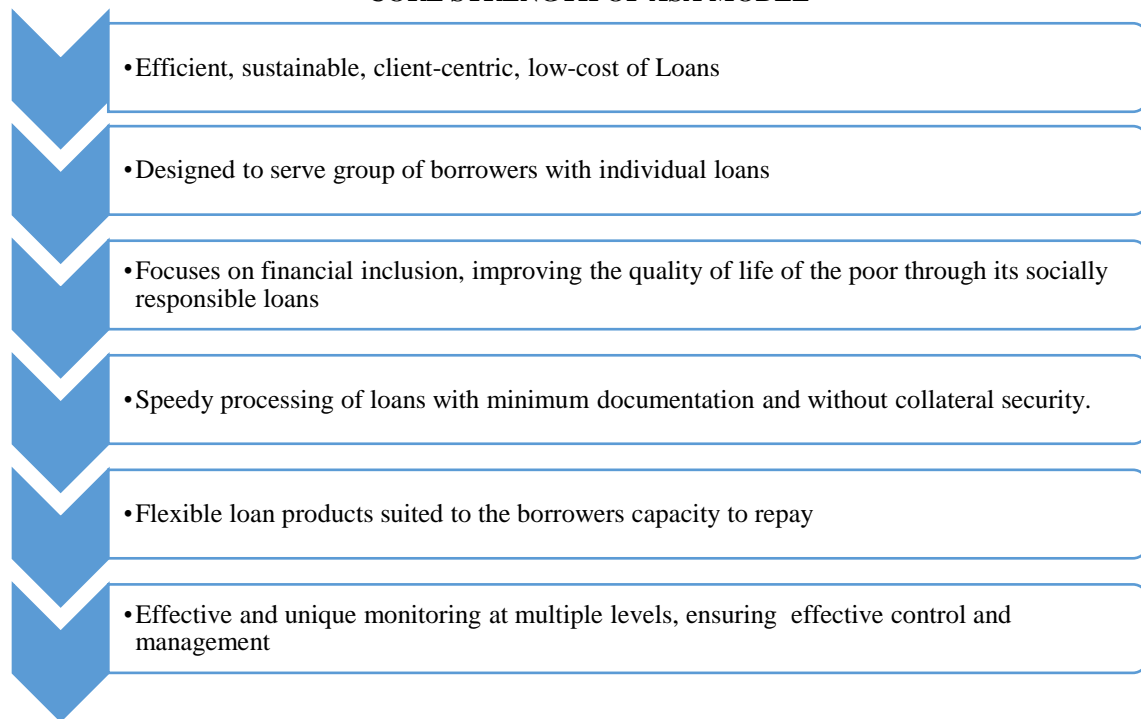 •Efficient, sustainable, client-centric, low-cost of Loans
•Designed to serve group of borrowers with individual loans
•Focuses on financial inclusion, improving the quality of life of the poor through its socially
responsible loans
•Speedy processing of loans with minimum documentation and without collateral security.
•Flexible loan products suited to the borrowers capacity to repay
•Effective and unique monitoring at multiple levels, ensuring  effective control and
management